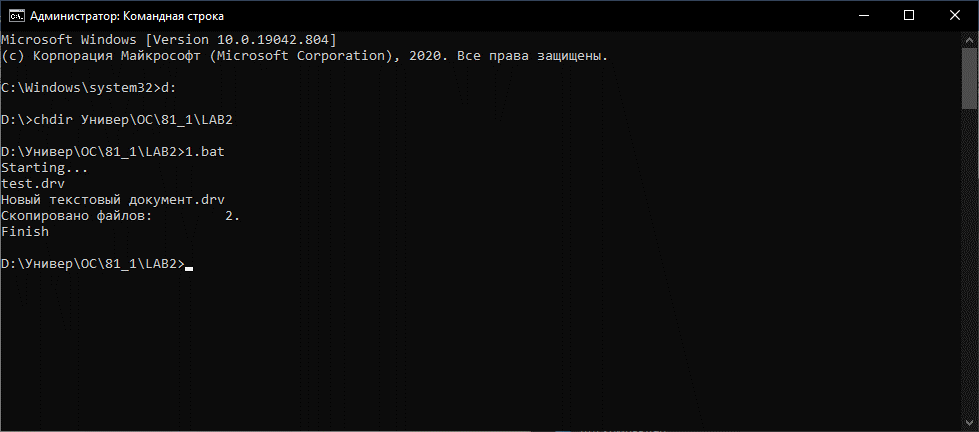 Администратор: Командная строка
Microsoft Windows [Version 10.0.19042.804]
(c) Корпорация Майкрософт (Microsoft Corporation), 2020. Все права защищены.
C:\Windows\system32>d:
D:\>chdir Универ\ОС\81_1\LAB2
D:\Универ\ОС\81_1\LAB2>1.bat
Starting...
test.drv
Новый текстовый документ.drv
Скопировано файлов:         2.
Finish
D:\Универ\ОС\81_1\LAB2>